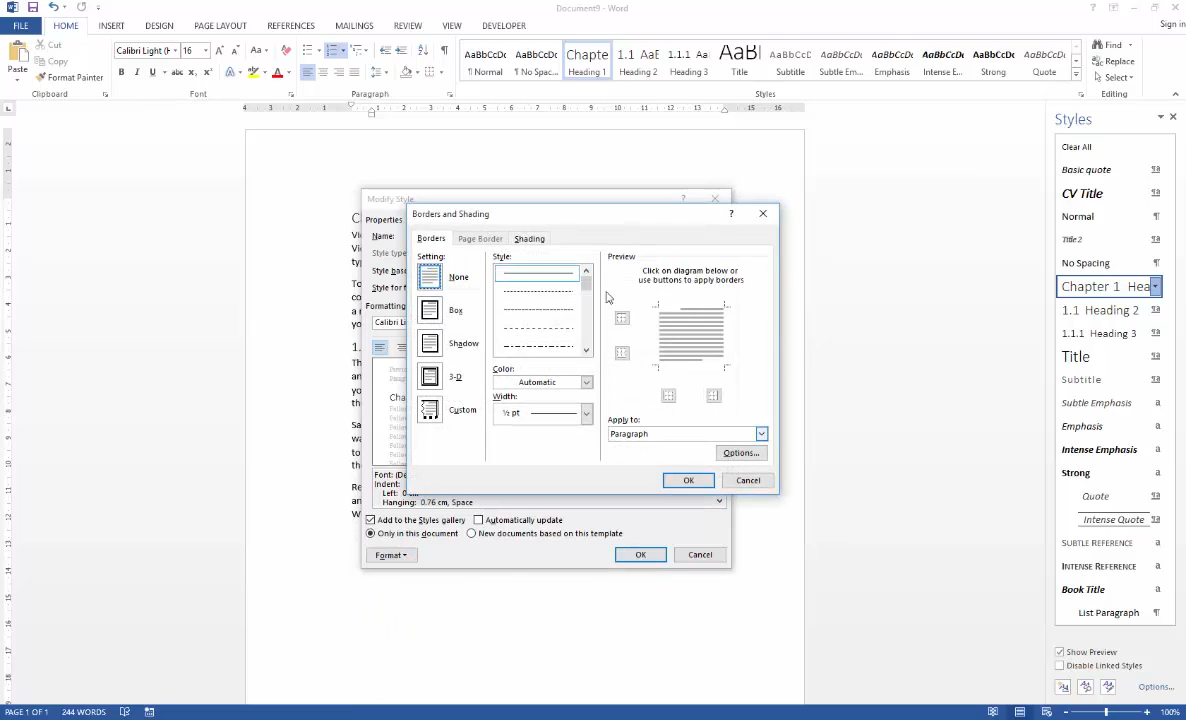 Document9 - Word
Sign in
FILE
HOME
INSERT
DESIGN
PAGE LAYOUT
REFERENCES
MAILINGS
REVIEW
VIEW
DEVELOPER
Paste
Cut
Copy
Format Painter
Clipboard
Calibri Light (H
16
Font
Paragraph
AaBbCcDc
¶ Normal
AaBbCcDc
¶ No Spac...
Chapte
Heading 1
1.1 AaE
Heading 2
1.1.1 Aa
Heading 3
AaB
Title
AaBbCcC
Subtitle
AaBbCcDc
Subtle Em...
AaBbCcDc
Emphasis
AaBbCcDc
Intense E...
AaBbCcDc
Strong
AaBbCcDc
Quote
Styles
Find
Replace
Select
Editing
Modify Style
Properties
Name:
Style type
Style base
Style for f
Formatting
Calibri Li
Font: (De
Indent:
Left: 0 c
Hanging: 0.76 cm, Space
Add to the Styles gallery
Automatically update
Only in this document
New documents based on this template
Format
OK
Cancel
Borders and Shading
Borders
Page Border
Shading
Setting:
None
Box
Shadow
3-D
Custom
Style:
Color:
Automatic
Width:
½ pt
Preview
Click on diagram below or
use buttons to apply borders
Apply to:
Paragraph
Options...
OK
Cancel
Styles
Clear All
Basic quote
CV Title
Normal
Title2
No Spacing
Chapter 1 Hea
1.1 Heading 2
1.1.1 Heading 3
Title
Subtitle
Subtle Emphasis
Emphasis
Intense Emphasis
Strong
Quote
Intense Quote
SUBTLE REFERENCE
INTENSE REFERENCE
Book Title
List Paragraph
Show Preview
Disable Linked Styles
Options...
PAGE 1 OF 1
244 WORDS
100%